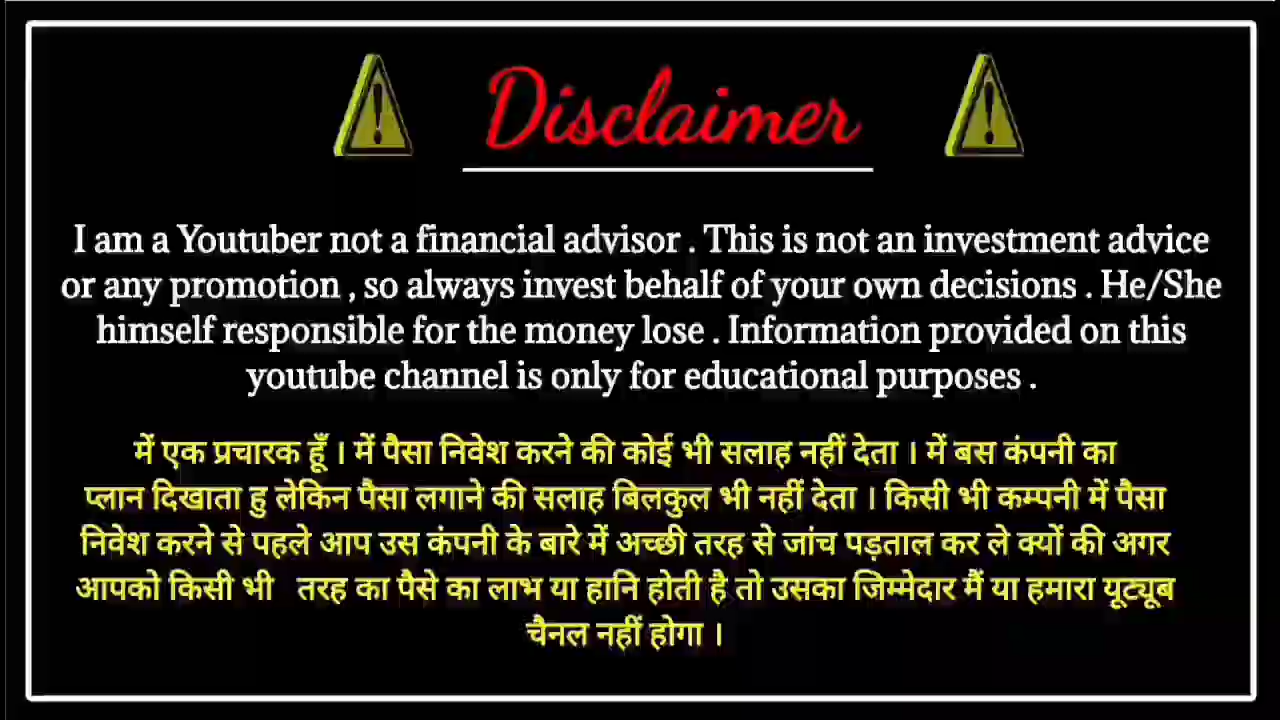 Disclaimer
I am a Youtuber not a financial advisor . This is not an investment advice
or any promotion , so always invest behalf of your own decisions . He/She
himself responsible for the money lose . Information provided on this
youtube channel is only for educational purposes .
में एक प्रचारक हूँ । में पैसा निवेश करने की कोई भी सलाह नहीं देता । में बस कंपनी का
प्लान दिखाता हु लेकिन पैसा लगाने की सलाह बिलकुल भी नहीं देता । किसी भी कम्पनी में पैसा
निवेश करने से पहले आप उस कंपनी के बारे में अच्छी तरह से जांच पड़ताल कर ले क्यों की अगर
आपको किसी भी तरह का पैसे का लाभ या हानि होती है तो उसका जिम्मेदार मैं या हमारा यूट्यूब
चैनल नहीं होगा ।